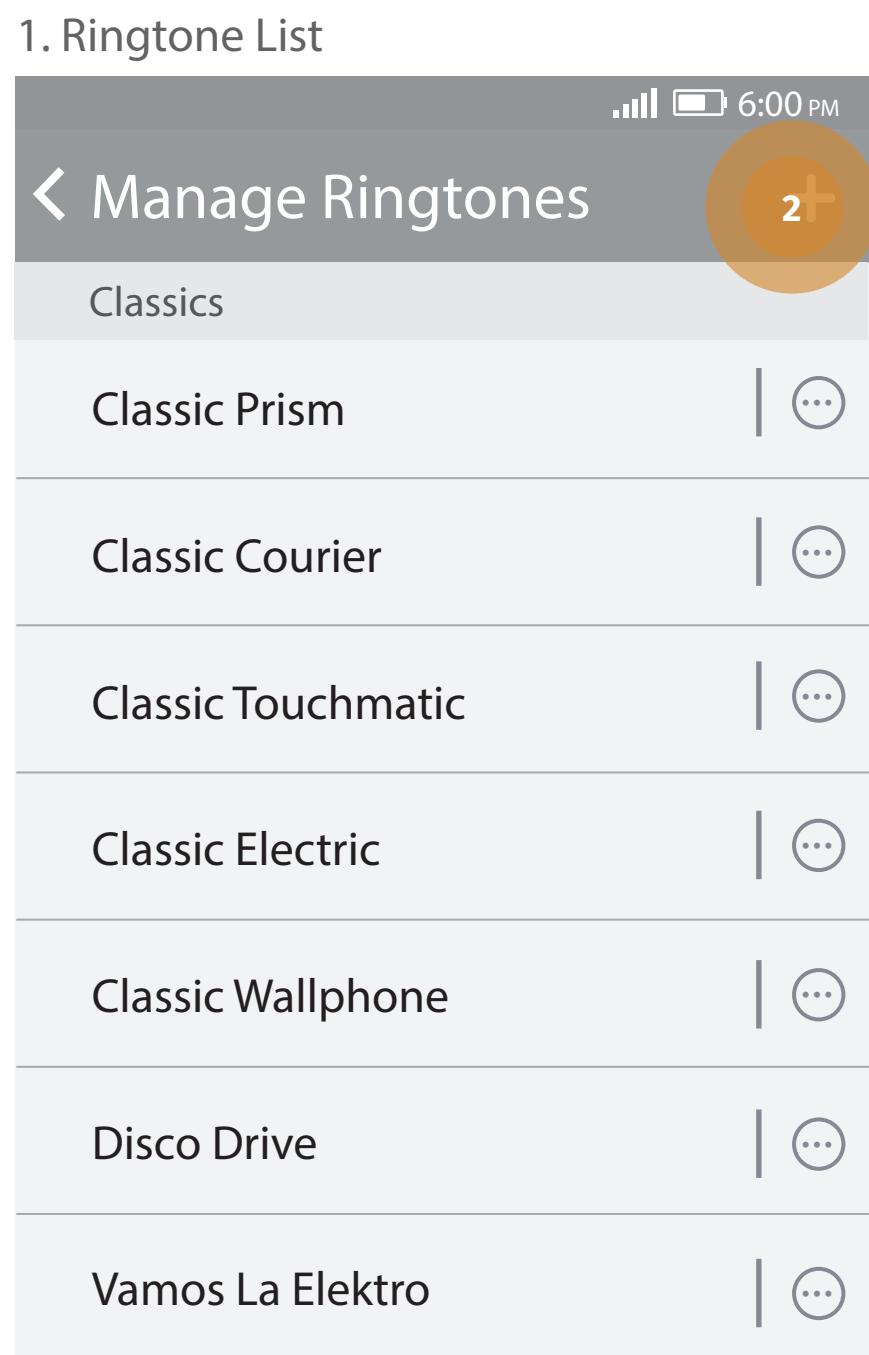 1. Ringtone List
6:00 PM
Manage Ringtones
2
Classics
Classic Prism
Classic Courier
Classic Touchmatic
Classic Electric
Classic Wallphone
Disco Drive
Vamos La Elektro